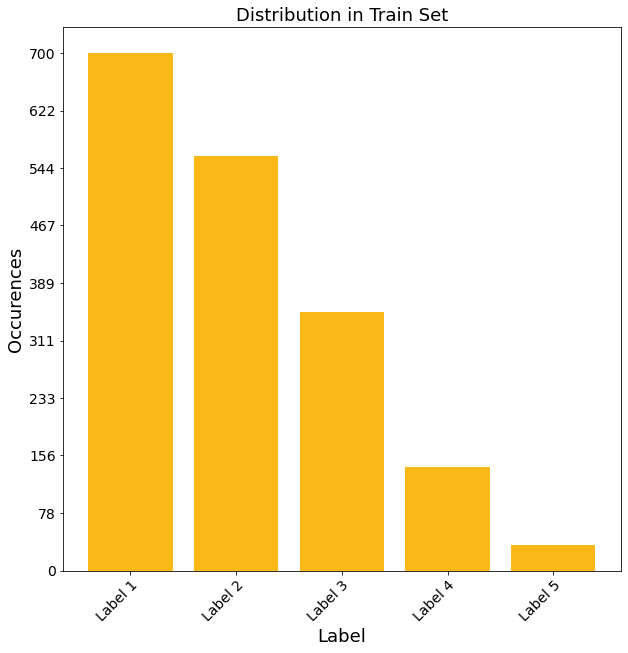 Distribution in Train Set
700
622
544
467
389
311
233
156
78
0
Occurences
Label 1
Label 2
Label 3
Label 4
Label 5
Label